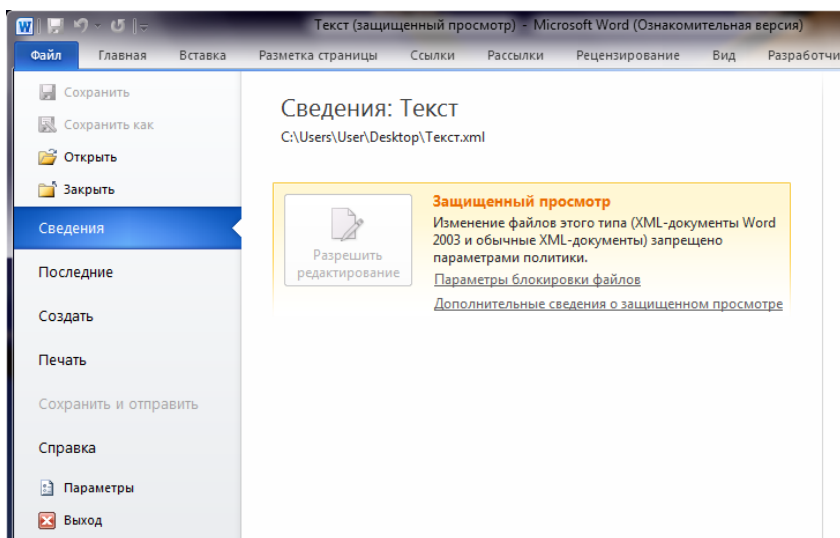 Текст (защищенный просмотр) - Microsoft Word (Ознакомительная версия)
Файл Главная Вставка Разметка страницы Ссылки Рассылки Рецензирование Вид
Сохранить
Сохранить как
Открыть
Закрыть
Сведения
Последние
Создать
Печать
Сохранить и отправить
Справка
Параметры
Выход
Сведения: Текст
C:\Users\User\Desktop\Текст.xml
Разрешить
редактирование
Защищенный просмотр
Изменение файлов этого типа (XML-документы Word
2003 и обычные XML-документы) запрещено
параметрами политики.
Параметры блокировки файлов
Дополнительные сведения о защищенном просмотре